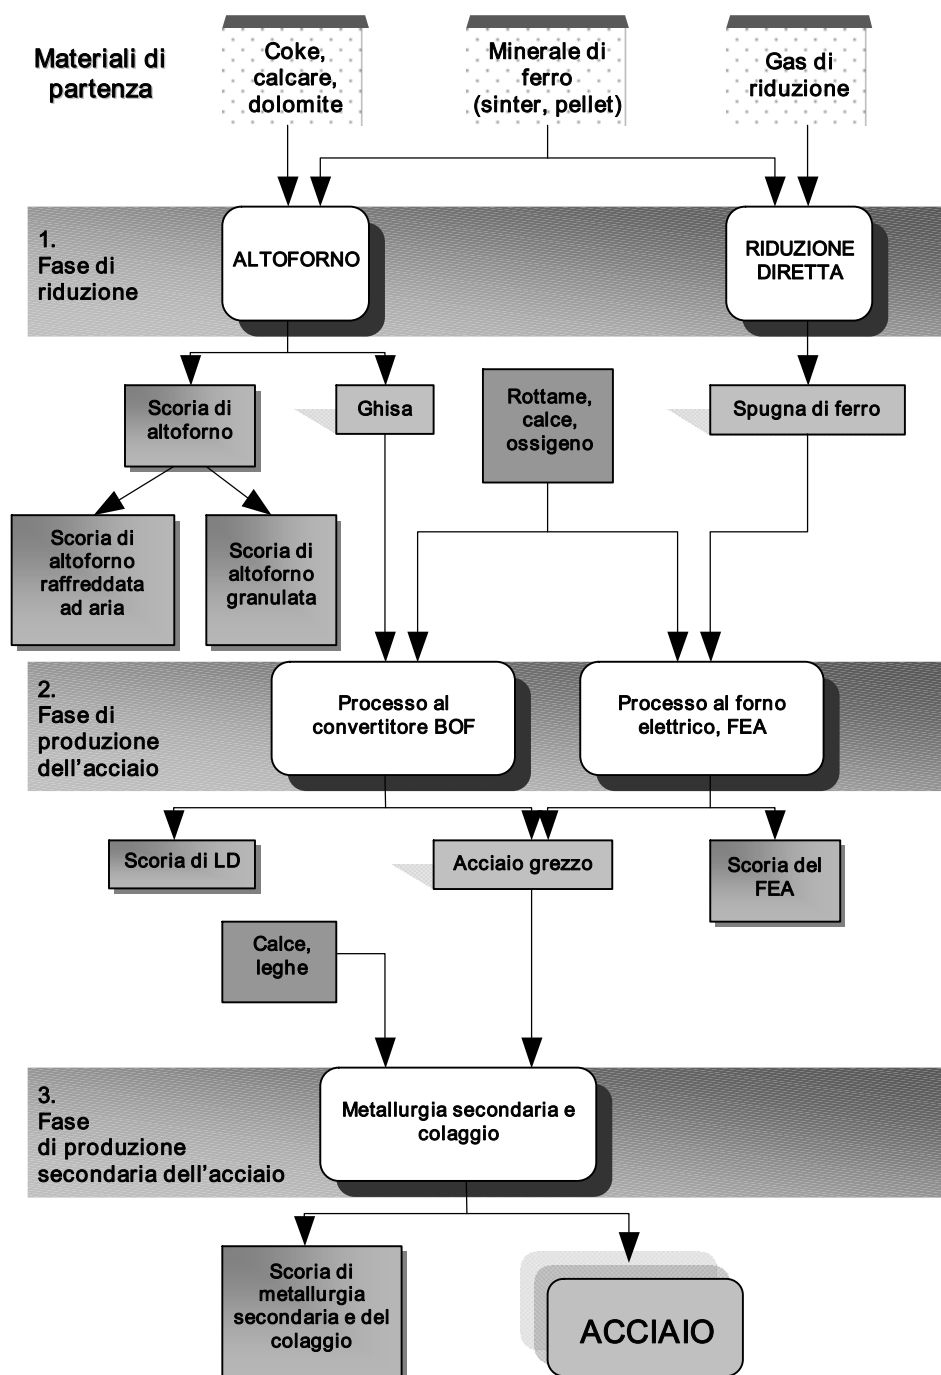 Materiali di
partenza
Coke,
calcare,
dolomite
Minerale di
ferro
(sinter, pellet)
Gas di
riduzione
1.
Fase di
riduzione
ALTOFORNO
RIDUZIONE
DIRETTA
Scoria di
altoforno
Ghisa
Rottame,
calce,
ossigeno
Spugna di ferro
Scoria di
altoforno
raffreddata
ad aria
Scoria di
altoforno
granulata
2.
Fase di
produzione
dell'acciaio
Processo al
convertitore BOF
Processo al forno
elettrico, FEA
Scoria di LD
Acciaio grezzo
Scoria del
FEA
Calce,
leghe
3.
Fase
di produzione
secondaria dell'acciaio
Metallurgia secondaria e
colaggio
Scoria di
metallurgia
secondaria e del
colaggio
ACCIAIO